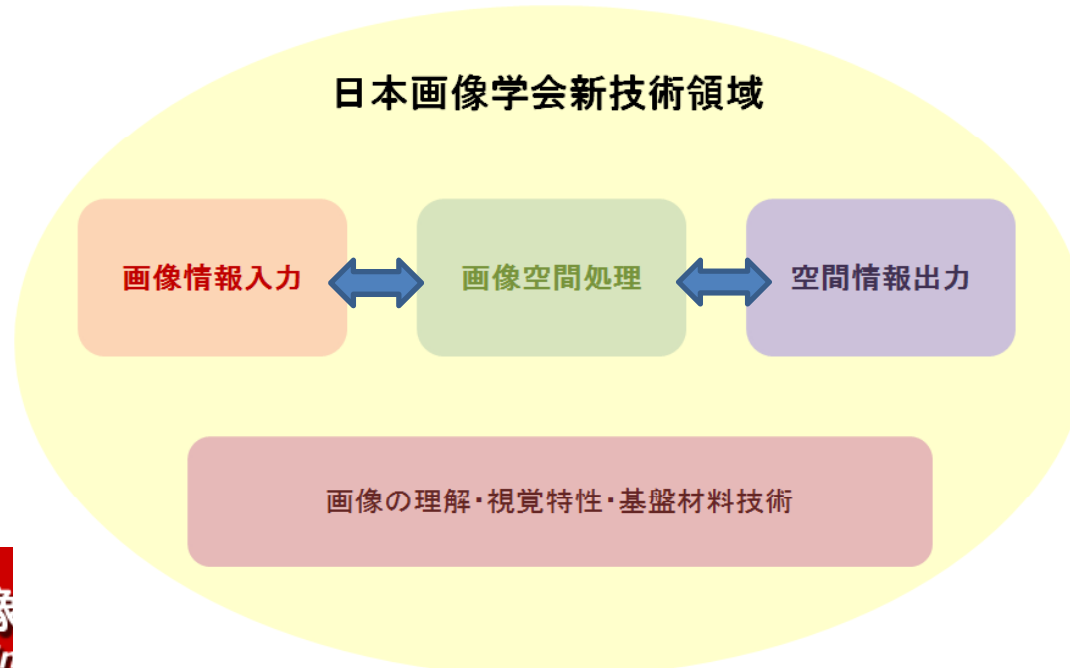 日本画像学会新技術領域
画像情報入力
画像空間処理
空間情報出力
画像の理解・視覚特性・基盤材料技術